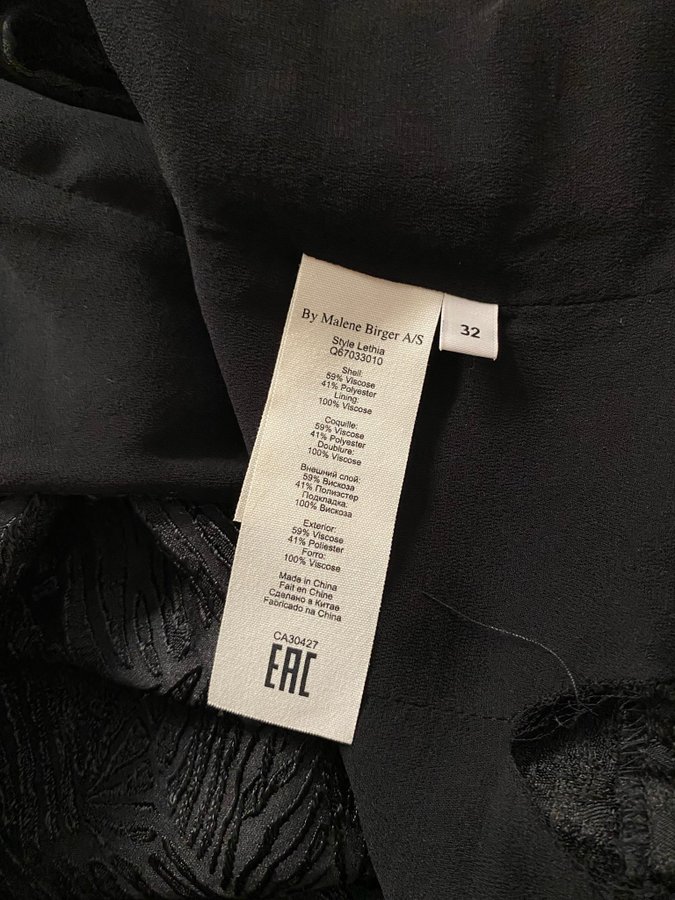 By Malene Birger A/S
Style Lethia
Q67033010
Shell:
59% Viscose
41% Polyester
Lining:
100% Viscose
Coquille:
59% Viscose
41% Polyester
Doublure:
100% Viscose
Внешний слой:
59% Вискоза
41% Полиэстер
Подкладка:
100% Вискоза
Exterior:
59% Viscose
41% Poliester
Forro:
100% Viscose
Made in China
Fait en Chine
Сделано в Китае
Fabricado na China
CA30427
EAC
32